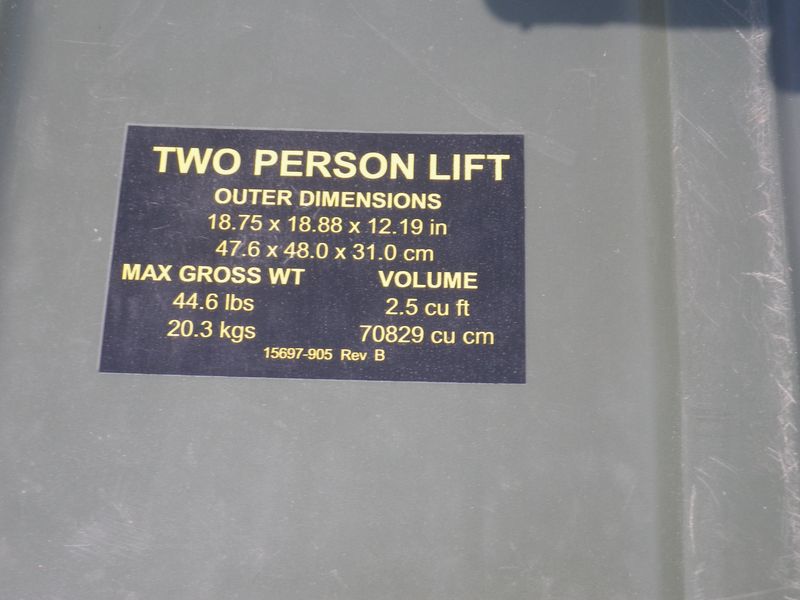 TWO PERSON LIFT
OUTER DIMENSIONS
18.75 x 18.88 x 12.19 in
47.6 x 48.0 x 31.0 cm
MAX GROSS WT VOLUME
44.6 lbs 2.5 cu ft
20.3 kgs 70829 cu cm
15697-905 Rev B